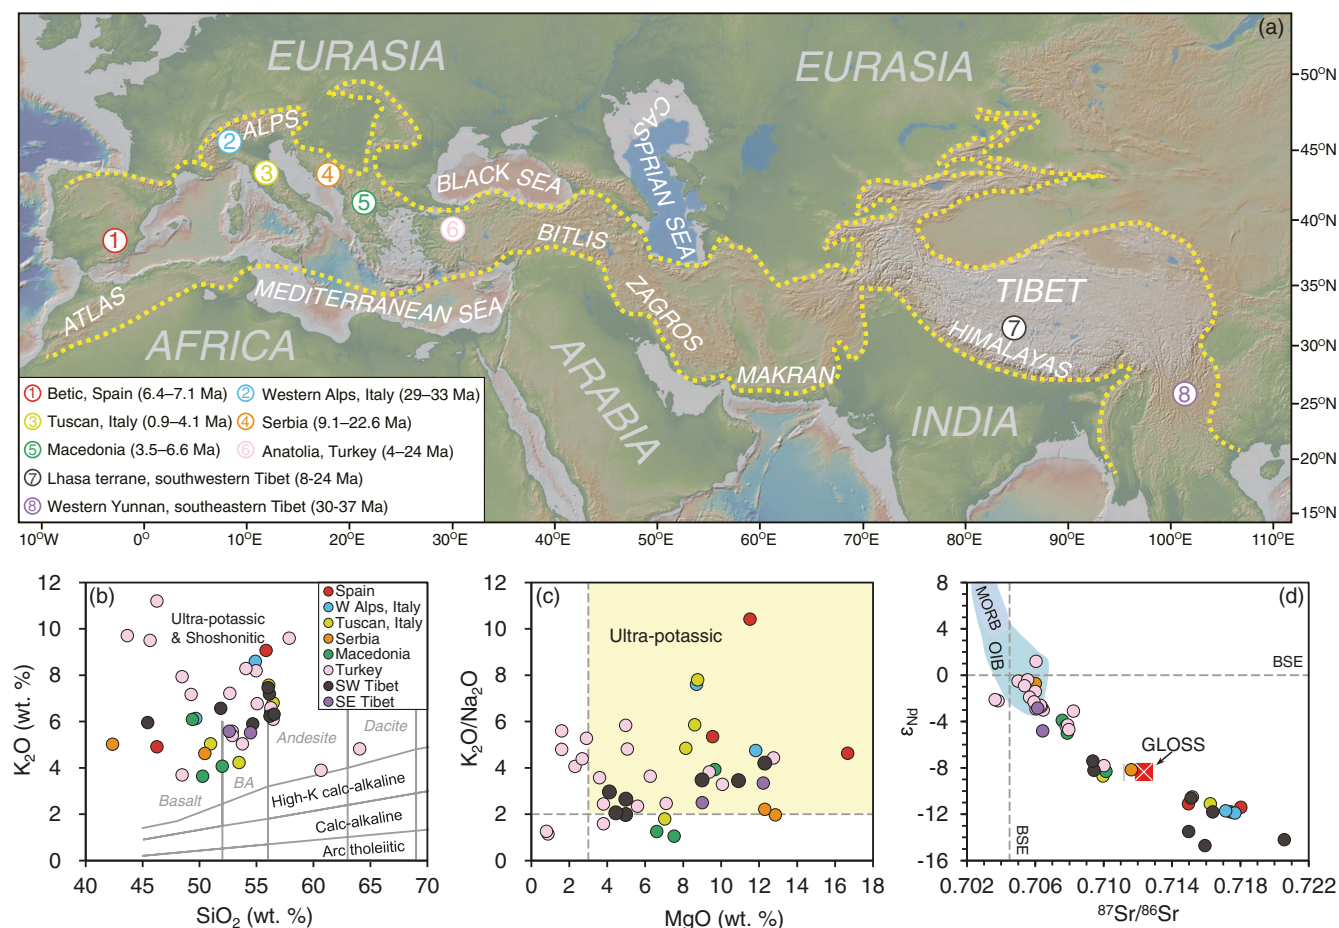 (a)
EURASIA
EURASIA
ALPS
CASPRIAN SEA
BLACK SEA
BITLIS
ZAGROS
MAKRAN
TIBET
HIMALAYAS
ATLAS
MEDITERRANEAN SEA
AFRICA
ARABIA
INDIA
1
2
3
4
5
6
7
8
1 Betic, Spain (6.4–7.1 Ma)
2 Western Alps, Italy (29–33 Ma)
3 Tuscan, Italy (0.9–4.1 Ma)
4 Serbia (9.1–22.6 Ma)
5 Macedonia (3.5–6.6 Ma)
6 Anatolia, Turkey (4–24 Ma)
7 Lhasa terrane, southwestern Tibet (8-24 Ma)
8 Western Yunnan, southeastern Tibet (30-37 Ma)
50°N
45°N
40°N
35°N
30°N
25°N
20°N
15°N
10°W 0° 10°E 20°E 30°E 40°E 50°E 60°E 70°E 80°E 90°E 100°E 110°E
(b)
Ultra-potassic
& Shoshonitic
Spain
W Alps, Italy
Tuscan, Italy
Serbia
Macedonia
Turkey
SW Tibet
SE Tibet
Basalt
BA
Andesite
Dacite
High-K calc-alkaline
Calc-alkaline
Arc tholeiitic
K₂O (wt. %)
12
10
8
6
4
2
0
40 45 50 55 60 65 70
SiO₂ (wt. %)
(c)
Ultra-potassic
K₂O/Na₂O
12
10
8
6
4
2
0
0 2 4 6 8 10 12 14 16 18
MgO (wt. %)
(d)
MORB
OIB
BSE
BSE
GLOSS
εNd
8
4
0
-4
-8
-12
-16
0.702 0.706 0.710 0.714 0.718 0.722
⁸⁷Sr/⁸⁶Sr